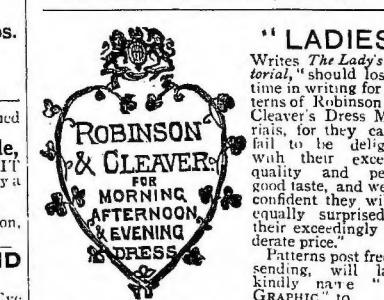 os.
ned
le,
IT
y a
on,
ND
ROBINSON
& CLEAVER
FOR
MORNING
AFTERNOON
& EVENING
DRESS
"LADIES
Writes The Lady's
torial, "should los
time in writing for
terns of Robinson
Cleaver's Dress M
rials, for they ca
fail to be delig
with their exce
quality and pe
good taste, and we
confident they wi
equally surprised
their exceedingly
derate price."
Patterns post free
sending, will la
kindly name "
GRAPHIC" to